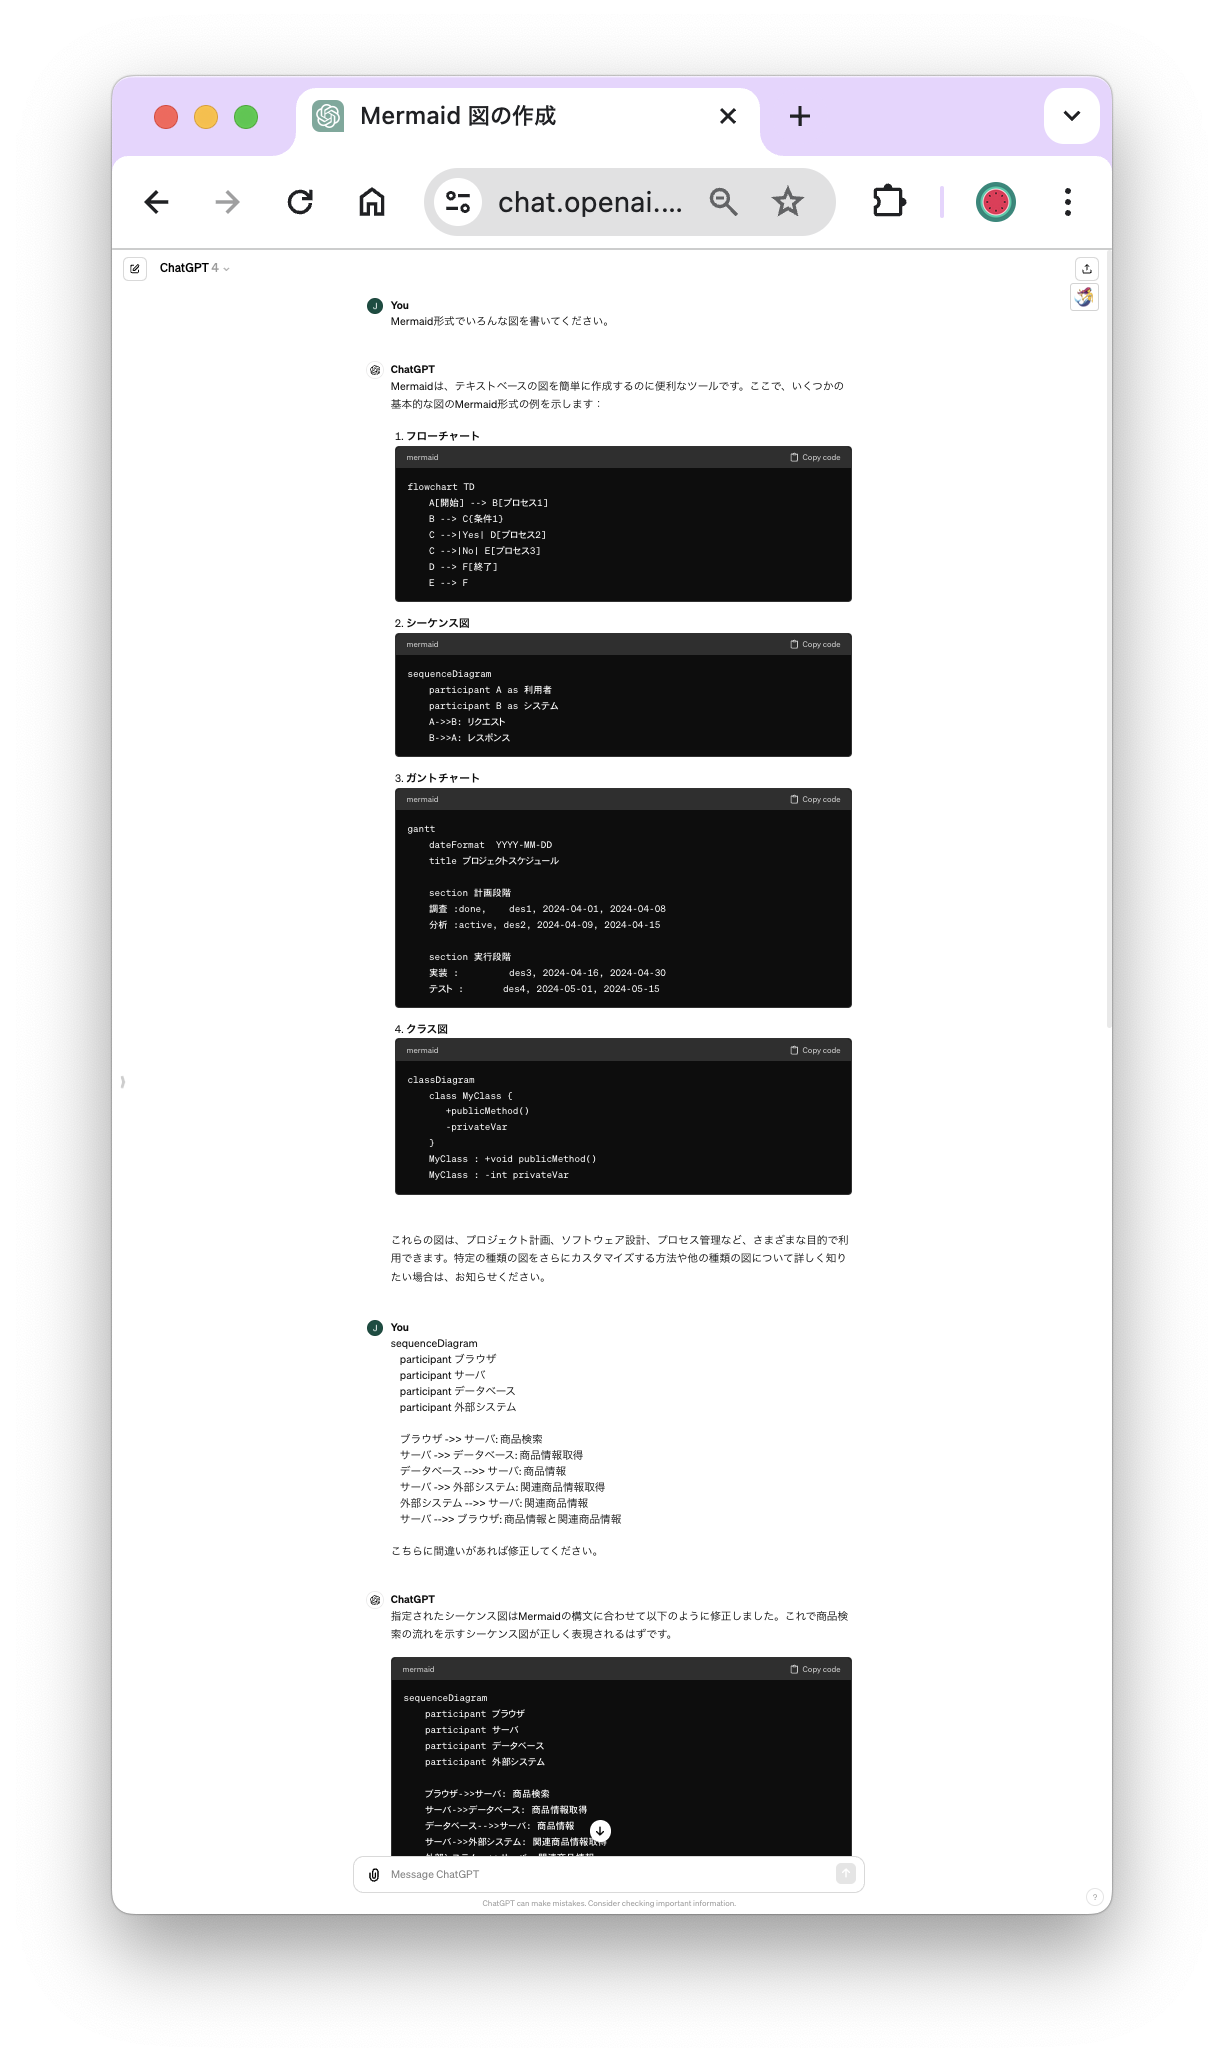 Mermaid 図の作成
chat.openai....
ChatGPT 4
You
Mermaid形式でいろんな図を書いてください。
ChatGPT
Mermaidは、テキストベースの図を簡単に作成するのに便利なツールです。ここで、いくつかの
基本的な図のMermaid形式の例を示します：
1. フローチャート
mermaid Copy code
flowchart TD
A[開始] --> B[プロセス1]
B --> C{条件1}
C -->|Yes| D[プロセス2]
C -->|No| E[プロセス3]
D --> F[終了]
E --> F
2. シーケンス図
mermaid Copy code
sequenceDiagram
participant A as 利用者
participant B as システム
A->>B: リクエスト
B->>A: レスポンス
3. ガントチャート
mermaid Copy code
gantt
dateFormat  YYYY-MM-DD
title プロジェクトスケジュール
section 計画段階
調査 :done,    des1, 2024-04-01, 2024-04-08
分析 :active, des2, 2024-04-09, 2024-04-15
section 実行段階
実装 :         des3, 2024-04-16, 2024-04-30
テスト :       des4, 2024-05-01, 2024-05-15
4. クラス図
mermaid Copy code
classDiagram
class MyClass {
+publicMethod()
-privateVar
}
MyClass : +void publicMethod()
MyClass : -int privateVar
これらの図は、プロジェクト計画、ソフトウェア設計、プロセス管理など、さまざまな目的で利
用できます。特定の種類の図をさらにカスタマイズする方法や他の種類の図について詳しく知り
たい場合は、お知らせください。
You
sequenceDiagram
participant ブラウザ
participant サーバ
participant データベース
participant 外部システム
ブラウザ ->> サーバ: 商品検索
サーバ ->> データベース: 商品情報取得
データベース -->> サーバ: 商品情報
サーバ ->> 外部システム: 関連商品情報取得
外部システム -->> サーバ: 関連商品情報
サーバ -->> ブラウザ: 商品情報と関連商品情報
こちらに間違いがあれば修正してください。
ChatGPT
指定されたシーケンス図はMermaidの構文に合わせて以下のように修正しました。これで商品検
索の流れを示すシーケンス図が正しく表現されるはずです。
mermaid Copy code
sequenceDiagram
participant ブラウザ
participant サーバ
participant データベース
participant 外部システム
ブラウザ->>サーバ: 商品検索
サーバ->>データベース: 商品情報取得
データベース-->>サーバ: 商品情報
サーバ->>外部システム: 関連商品情報取得
Message ChatGPT
ChatGPT can make mistakes. Consider checking important information.
?